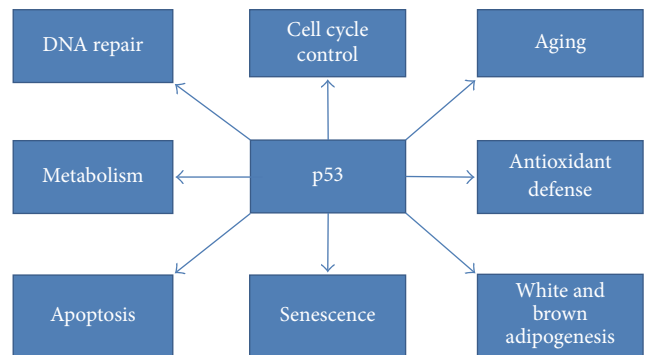 DNA repair
Cell cycle
control
Aging
Metabolism
p53
Antioxidant
defense
Apoptosis
Senescence
White and
brown
adipogenesis